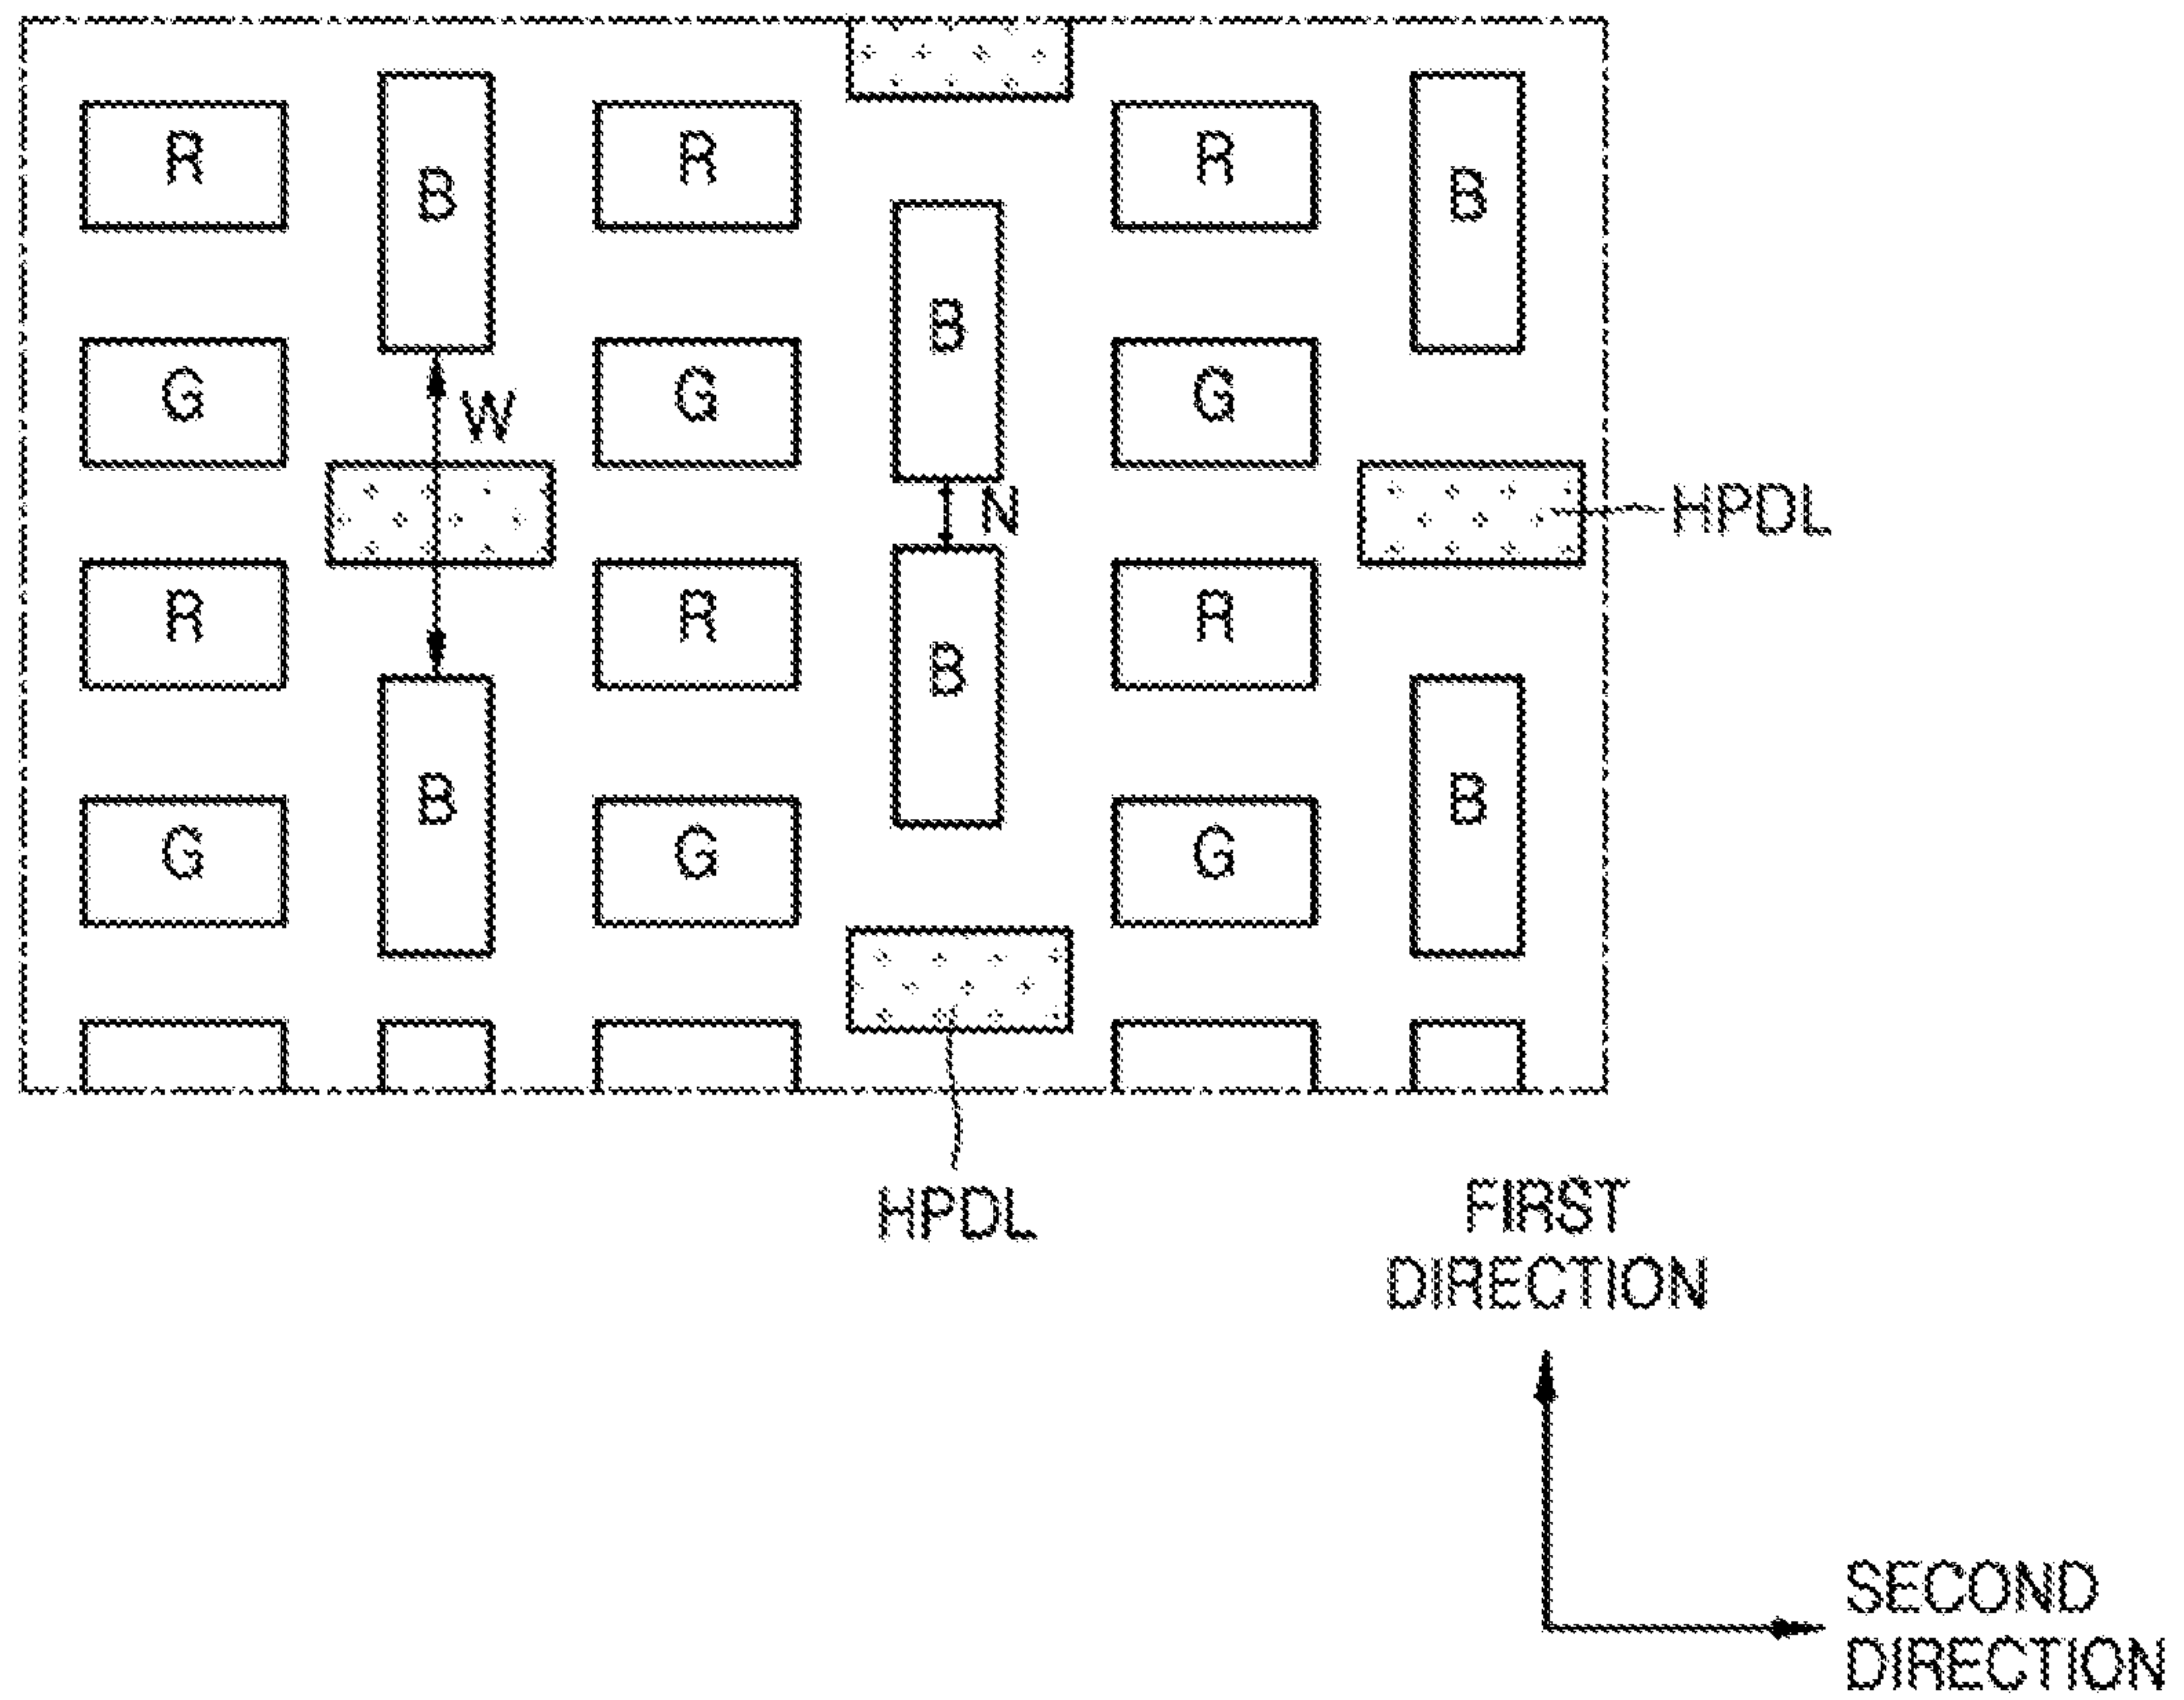 R B R R B
B
G G G
W
N HPDL
R R R
B
B B
G G G
HPDL
FIRST
DIRECTION
SECOND
DIRECTION